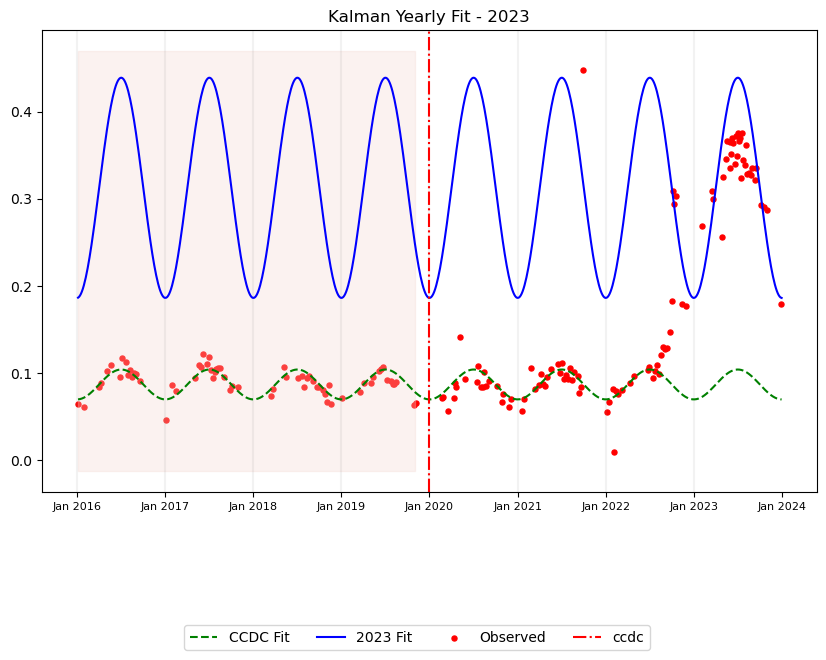 Kalman Yearly Fit - 2023
0.4
0.3
0.2
0.1
0.0
Jan 2016 Jan 2017 Jan 2018 Jan 2019 Jan 2020 Jan 2021 Jan 2022 Jan 2023 Jan 2024
CCDC Fit 2023 Fit Observed ccdc